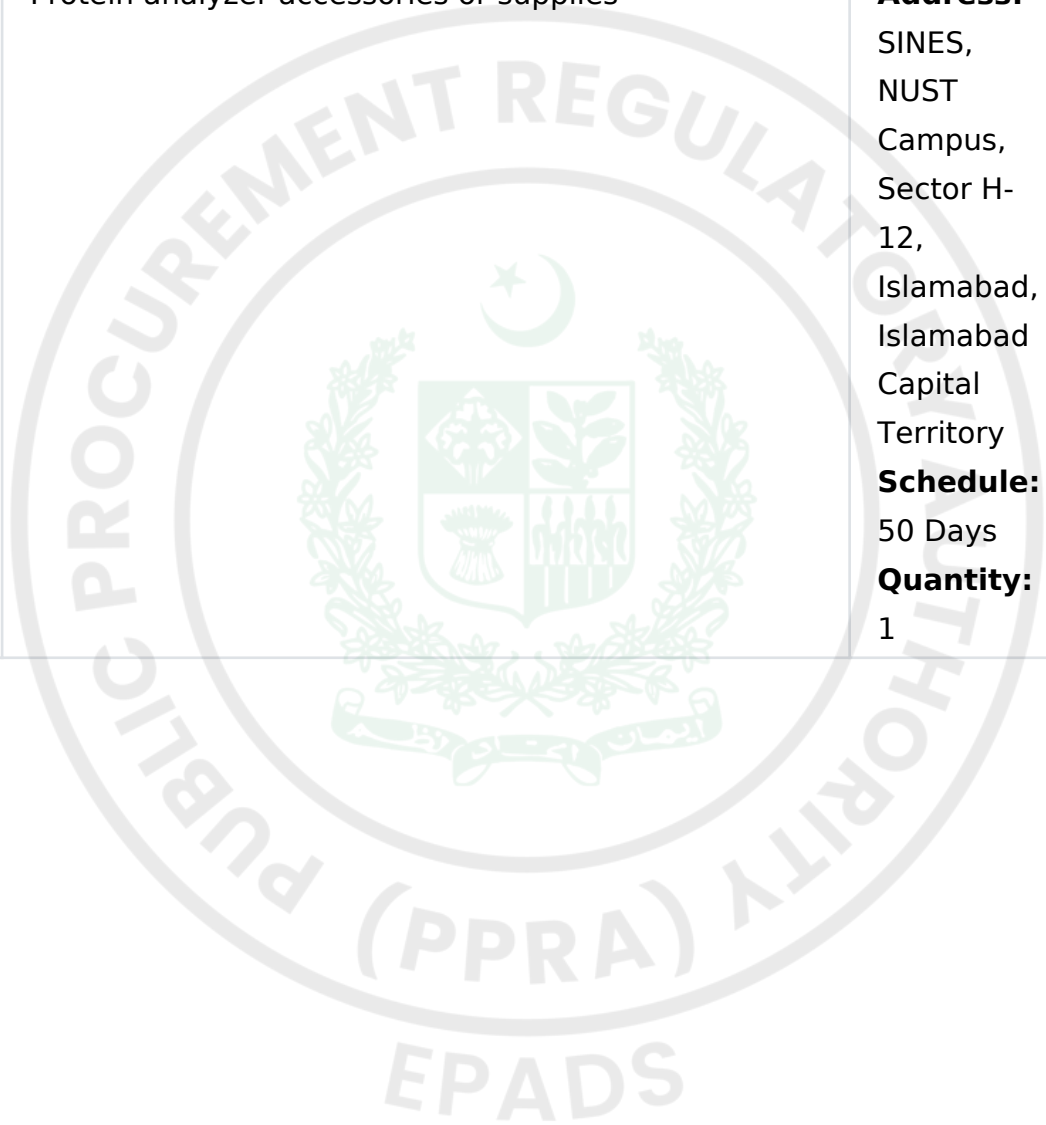 Protein analyzer accessories or supplies
Address:
SINES,
NUST
Campus,
Sector H-
12,
Islamabad,
Islamabad
Capital
Territory
Schedule:
50 Days
Quantity:
1
PUBLIC PROCUREMENT REGULATORY AUTHORITY
(PPRA)
EPADS